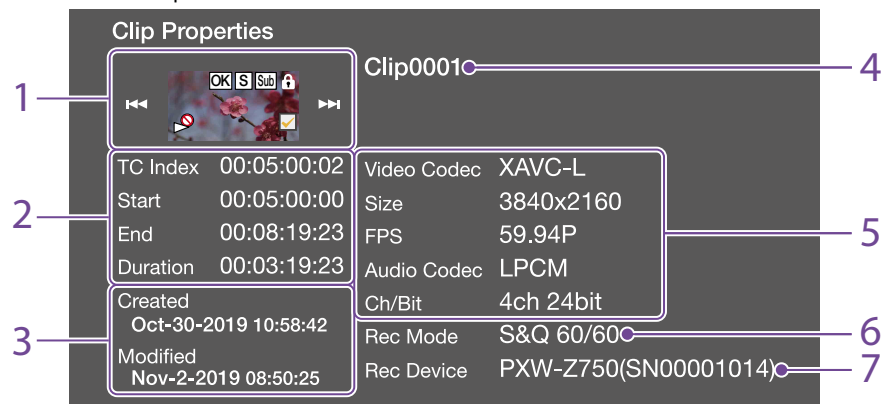 Clip Properties
1
OK S Sub
Clip0001
4
2
TC Index 00:05:00:02
Start 00:05:00:00
End 00:08:19:23
Duration 00:03:19:23
Video Codec XAVC-L
Size 3840x2160
FPS 59.94P
Audio Codec LPCM
Ch/Bit 4ch 24bit
5
3
Created
Oct-30-2019 10:58:42
Modified
Nov-2-2019 08:50:25
Rec Mode S&Q 60/60
6
Rec Device PXW-Z750(SN00001014)
7